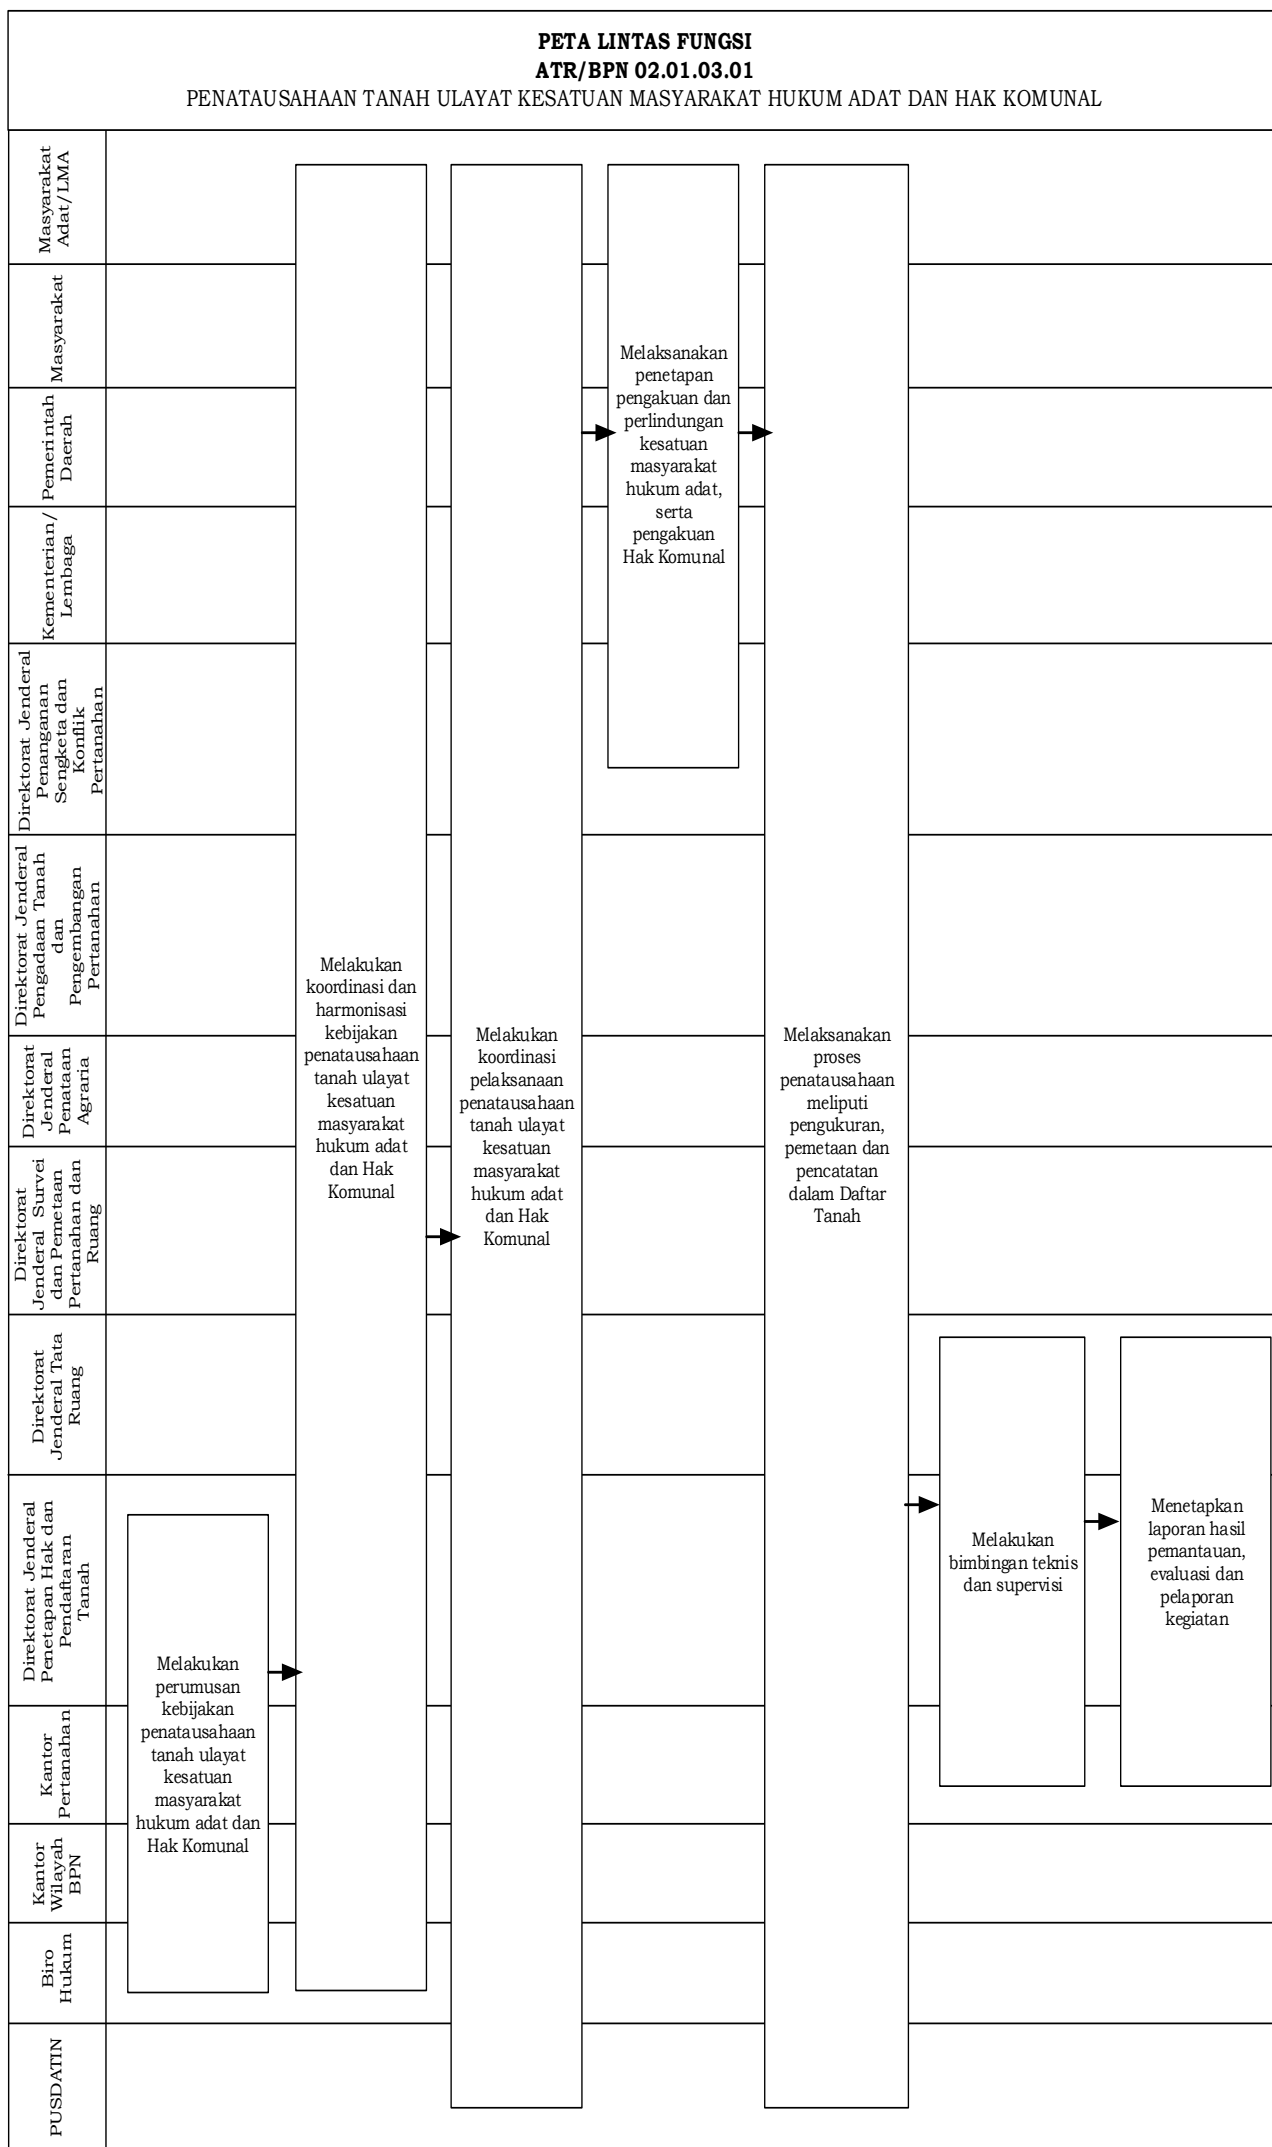 PETA LINTAS FUNGSI
ATR/BPN 02.01.03.01
PENATAUSAHAAN TANAH ULAYAT KESATUAN MASYARAKAT HUKUM ADAT DAN HAK KOMUNAL
Masyarakat
Adat/LMA
Masyarakat
Pemerintah
Daerah
Kementerian/
Lembaga
Direktorat Jenderal
Penanganan
Sengketa dan
Konflik
Pertanahan
Direktorat Jenderal
Pengadaan Tanah
dan
Pengembangan
Pertanahan
Direktorat
Jenderal
Penataan
Agraria
Direktorat
Jenderal Survei
dan Pemetaan
Pertanahan dan
Ruang
Direktorat
Jenderal Tata
Ruang
Direktorat Jenderal
Penetapan Hak dan
Pendaftaran
Tanah
Kantor
Pertanahan
Kantor
Wilayah
BPN
Biro
Hukum
PUSDATIN
Melakukan
perumusan
kebijakan
penatausahaan
tanah ulayat
kesatuan
masyarakat
hukum adat dan
Hak Komunal
Melakukan
koordinasi dan
harmonisasi
kebijakan
penatausahaan
tanah ulayat
kesatuan
masyarakat
hukum adat
dan Hak
Komunal
Melakukan
koordinasi
pelaksanaan
penatausahaan
tanah ulayat
kesatuan
masyarakat
hukum adat
dan Hak
Komunal
Melaksanakan
penetapan
pengakuan dan
perlindungan
kesatuan
masyarakat
hukum adat,
serta
pengakuan
Hak Komunal
Melaksanakan
proses
penatausahaan
meliputi
pengukuran,
pemetaan dan
pencatatan
dalam Daftar
Tanah
Melakukan
bimbingan teknis
dan supervisi
Menetapkan
laporan hasil
pemantauan,
evaluasi dan
pelaporan
kegiatan